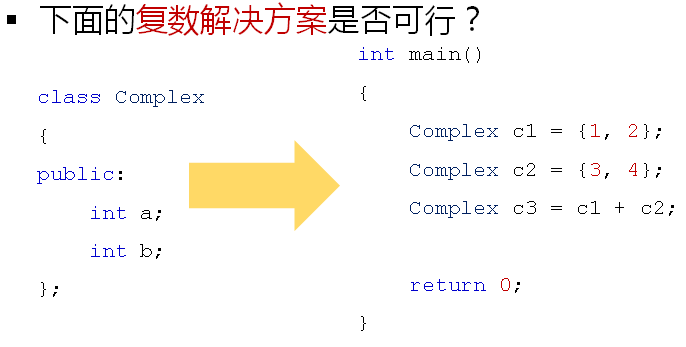 ▪ 下面的复数解决方案是否可行？
class Complex
{
public:
    int a;
    int b;
};
int main()
{
    Complex c1 = {1, 2};
    Complex c2 = {3, 4};
    Complex c3 = c1 + c2;
    return 0;
}